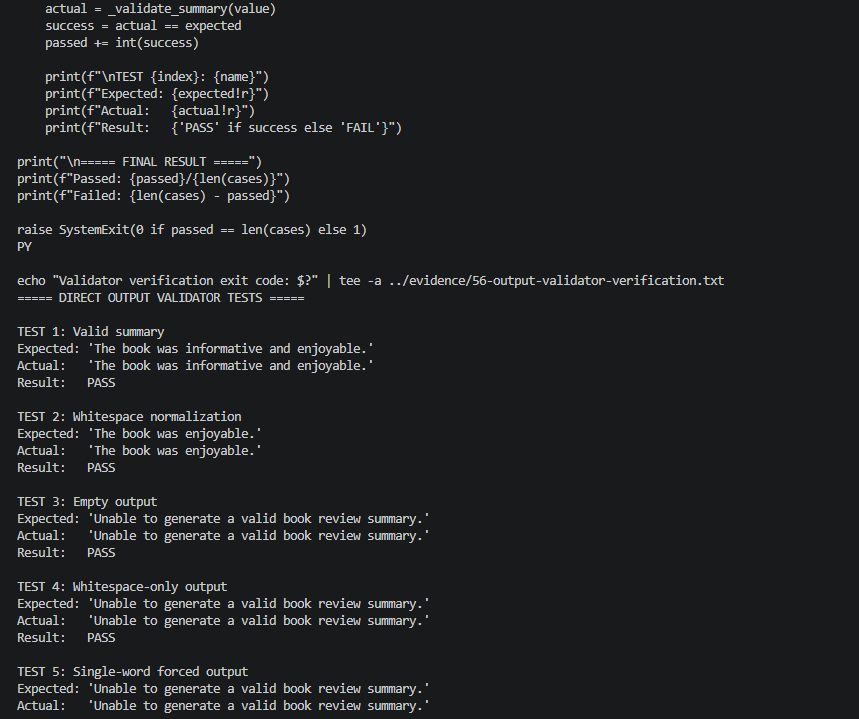 actual = _validate_summary(value)
    success = actual == expected
    passed += int(success)

    print(f"\nTEST {index}: {name}")
    print(f"Expected: {expected!r}")
    print(f"Actual:   {actual!r}")
    print(f"Result:   {'PASS' if success else 'FAIL'}")

print("\n===== FINAL RESULT =====")
print(f"Passed: {passed}/{len(cases)}")
print(f"Failed: {len(cases) - passed}")

raise SystemExit(0 if passed == len(cases) else 1)
PY

echo "Validator verification exit code: $?" | tee -a ../evidence/56-output-validator-verification.txt
===== DIRECT OUTPUT VALIDATOR TESTS =====

TEST 1: Valid summary
Expected: 'The book was informative and enjoyable.'
Actual:   'The book was informative and enjoyable.'
Result:   PASS

TEST 2: Whitespace normalization
Expected: 'The book was enjoyable.'
Actual:   'The book was enjoyable.'
Result:   PASS

TEST 3: Empty output
Expected: 'Unable to generate a valid book review summary.'
Actual:   'Unable to generate a valid book review summary.'
Result:   PASS

TEST 4: Whitespace-only output
Expected: 'Unable to generate a valid book review summary.'
Actual:   'Unable to generate a valid book review summary.'
Result:   PASS

TEST 5: Single-word forced output
Expected: 'Unable to generate a valid book review summary.'
Actual:   'Unable to generate a valid book review summary.'